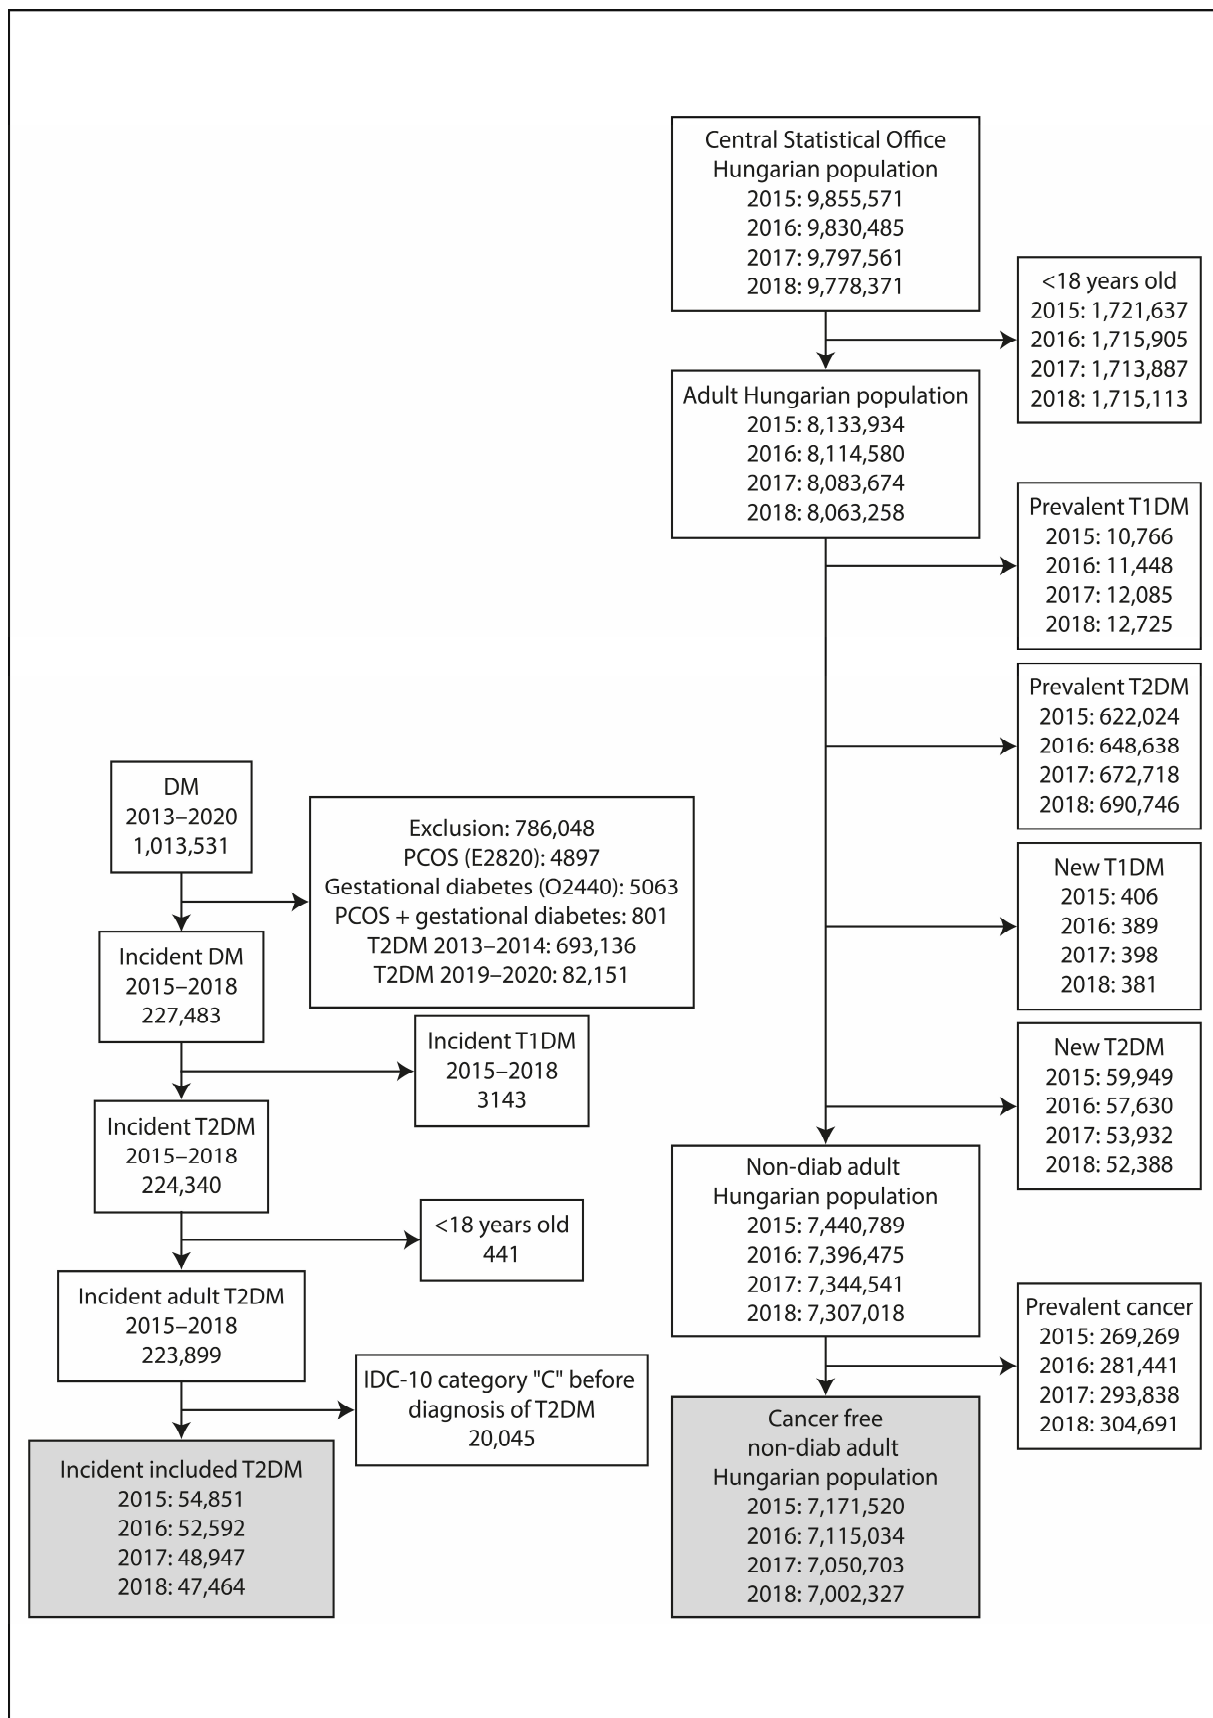 Central Statistical Office
Hungarian population
2015: 9,855,571
2016: 9,830,485
2017: 9,797,561
2018: 9,778,371
<18 years old
2015: 1,721,637
2016: 1,715,905
2017: 1,713,887
2018: 1,715,113
Adult Hungarian population
2015: 8,133,934
2016: 8,114,580
2017: 8,083,674
2018: 8,063,258
Prevalent T1DM
2015: 10,766
2016: 11,448
2017: 12,085
2018: 12,725
Prevalent T2DM
2015: 622,024
2016: 648,638
2017: 672,718
2018: 690,746
New T1DM
2015: 406
2016: 389
2017: 398
2018: 381
New T2DM
2015: 59,949
2016: 57,630
2017: 53,932
2018: 52,388
Non-diab adult
Hungarian population
2015: 7,440,789
2016: 7,396,475
2017: 7,344,541
2018: 7,307,018
Prevalent cancer
2015: 269,269
2016: 281,441
2017: 293,838
2018: 304,691
Cancer free
non-diab adult
Hungarian population
2015: 7,171,520
2016: 7,115,034
2017: 7,050,703
2018: 7,002,327
DM
2013–2020
1,013,531
Exclusion: 786,048
PCOS (E2820): 4897
Gestational diabetes (O2440): 5063
PCOS + gestational diabetes: 801
T2DM 2013–2014: 693,136
T2DM 2019–2020: 82,151
Incident DM
2015–2018
227,483
Incident T1DM
2015–2018
3143
Incident T2DM
2015–2018
224,340
<18 years old
441
Incident adult T2DM
2015–2018
223,899
IDC-10 category "C" before
diagnosis of T2DM
20,045
Incident included T2DM
2015: 54,851
2016: 52,592
2017: 48,947
2018: 47,464